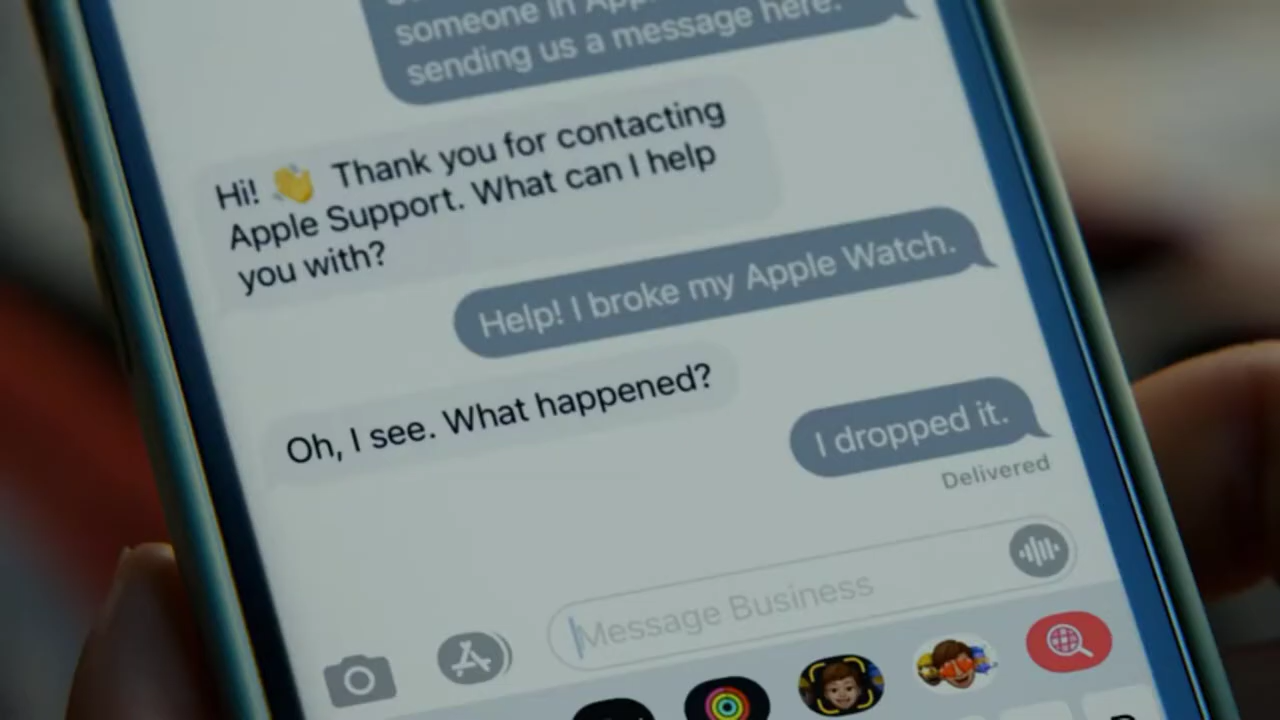 someone in
sending us a message here.
Hi! 👋 Thank you for contacting
Apple Support. What can I help
you with?
Help! I broke my Apple Watch.
Oh, I see. What happened?
I dropped it.
Delivered
Message Business